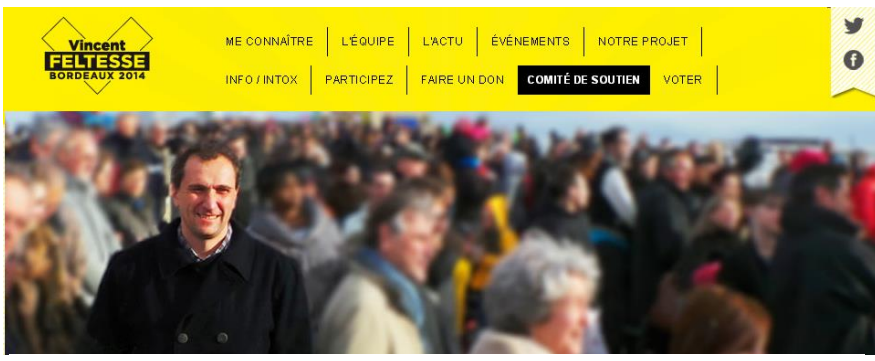 Vincent
FELTESSE
BORDEAUX 2014
ME CONNAÎTRE L'ÉQUIPE L'ACTU ÉVÉNEMENTS NOTRE PROJET
INFO / INTOX PARTICIPEZ FAIRE UN DON COMITÉ DE SOUTIEN VOTER